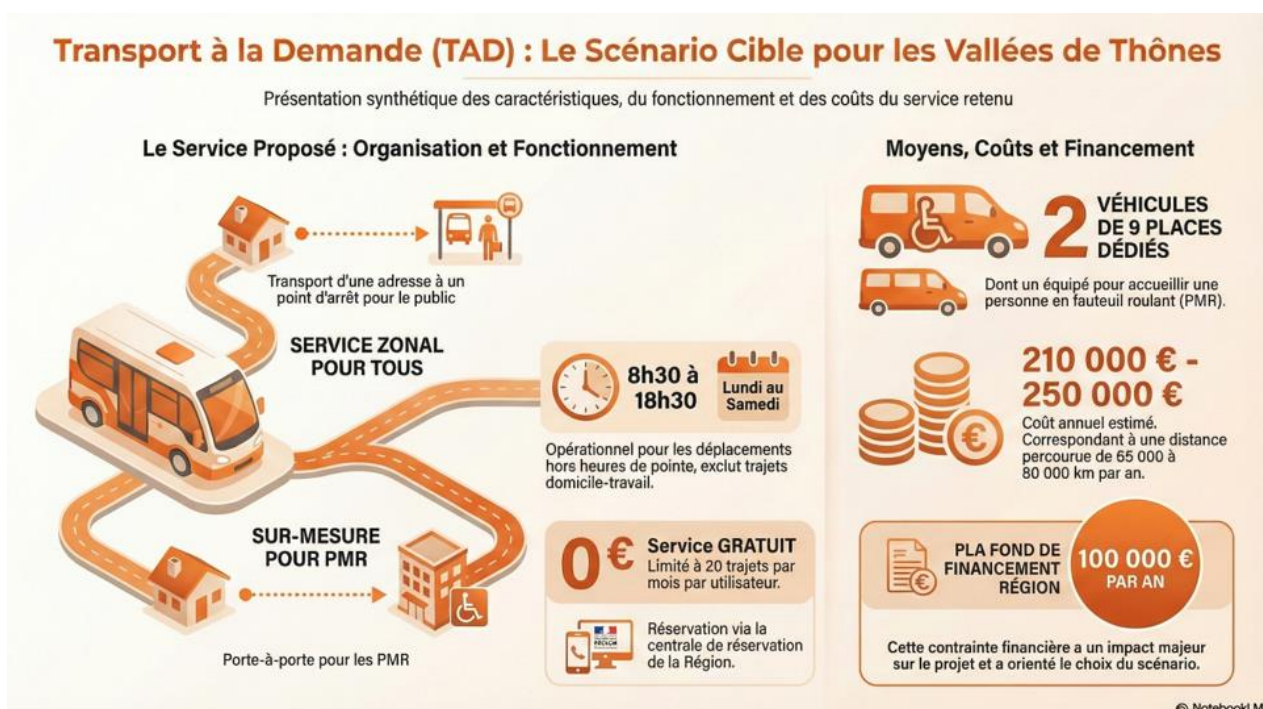 Transport à la Demande (TAD) : Le Scénario Cible pour les Vallées de Thônes
Présentation synthétique des caractéristiques, du fonctionnement et des coûts du service retenu
Le Service Proposé : Organisation et Fonctionnement
Transport d'une adresse à un
point d'arrêt pour le public
SERVICE ZONAL
POUR TOUS
SUR-MESURE
POUR PMR
Porte-à-porte pour les PMR
8h30 à
18h30
Lundi au
Samedi
Opérationnel pour les déplacements
hors heures de pointe, exclut trajets
domicile-travail.
0 €
Service GRATUIT
Limité à 20 trajets par
mois par utilisateur.
Réservation via la
centrale de réservation
de la Région.
Moyens, Coûts et Financement
2
VÉHICULES
DE 9 PLACES
DÉDIÉS
Dont un équipé pour accueillir une
personne en fauteuil roulant (PMR).
€
210 000 € -
250 000 €
Coût annuel estimé.
Correspondant à une distance
percourue de 65 000 à
80 000 km par an.
€
PLA FOND DE
FINANCEMENT
RÉGION
100 000 €
PAR AN
Cette contrainte financière a un impact majeur
sur le projet et a orienté le choix du scénario.
NotebookLM